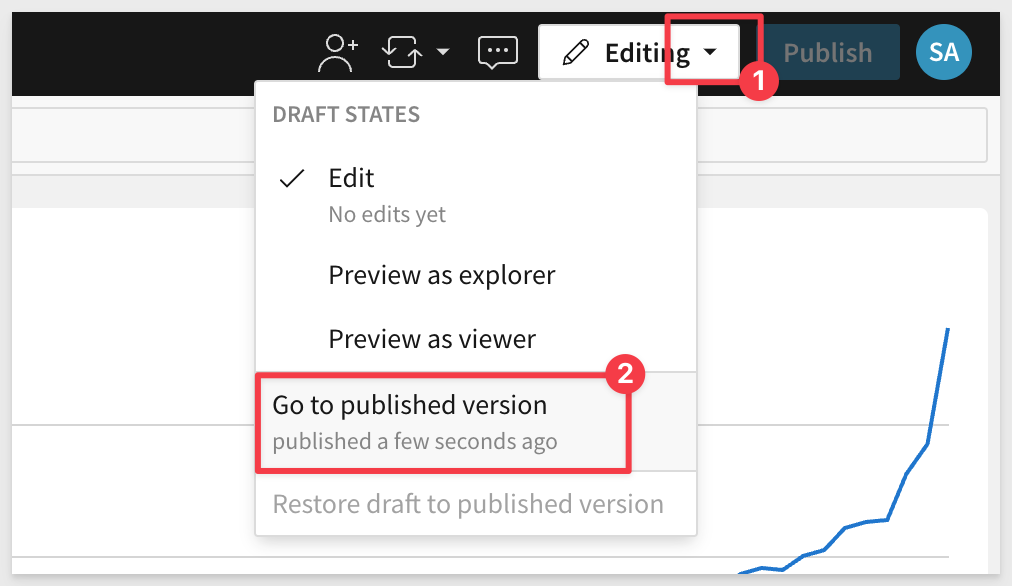 Editing
Publish
SA
1
DRAFT STATES
Edit
No edits yet
Preview as explorer
Preview as viewer
2
Go to published version
published a few seconds ago
Restore draft to published version